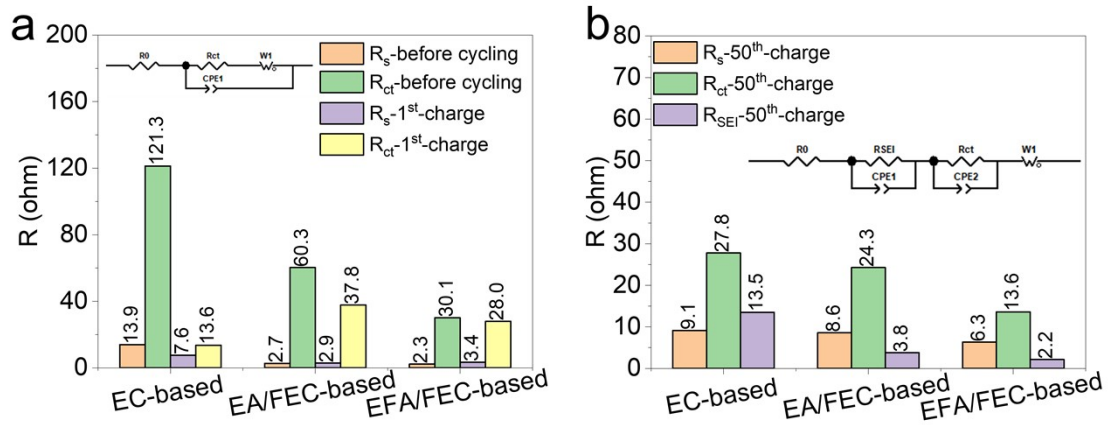 a
R (ohm)
200
160
120
80
40
0
R0
Rct
W1
CPE1
Rs-before cycling
Rct-before cycling
Rs-1st-charge
Rct-1st-charge
13.9
121.3
7.6
13.6
2.7
60.3
2.9
37.8
2.3
30.1
3.4
28.0
EC-based
EA/FEC-based
EFA/FEC-based
b
R (ohm)
80
70
60
50
40
30
20
10
0
Rs-50th-charge
Rct-50th-charge
RSEI-50th-charge
R0
RSEI
Rct
W1
CPE1
CPE2
9.1
27.8
13.5
8.6
24.3
3.8
6.3
13.6
2.2
EC-based
EA/FEC-based
EFA/FEC-based